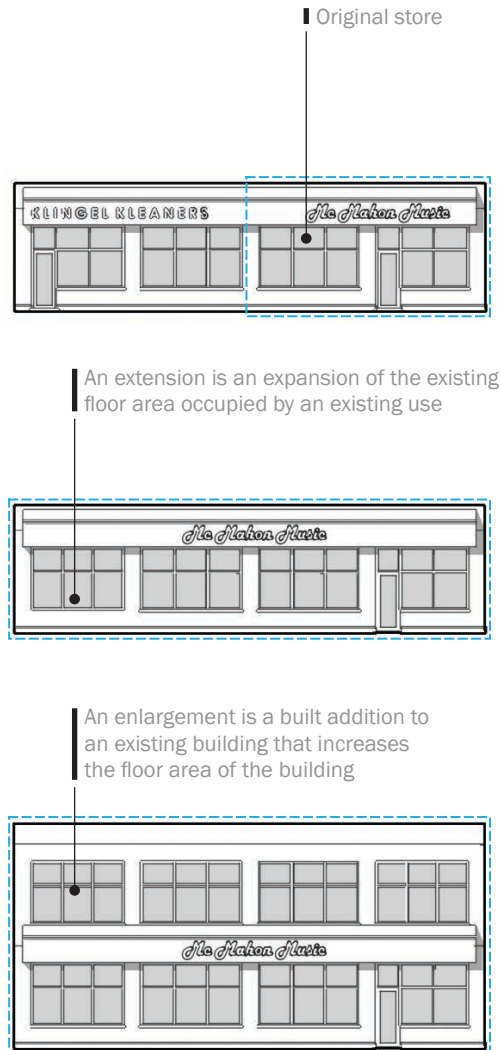 Original store
KLINGEL KLEANERS
Mc Mahon Music
An extension is an expansion of the existing
floor area occupied by an existing use
Mc Mahon Music
An enlargement is a built addition to
an existing building that increases
the floor area of the building
Mc Mahon Music